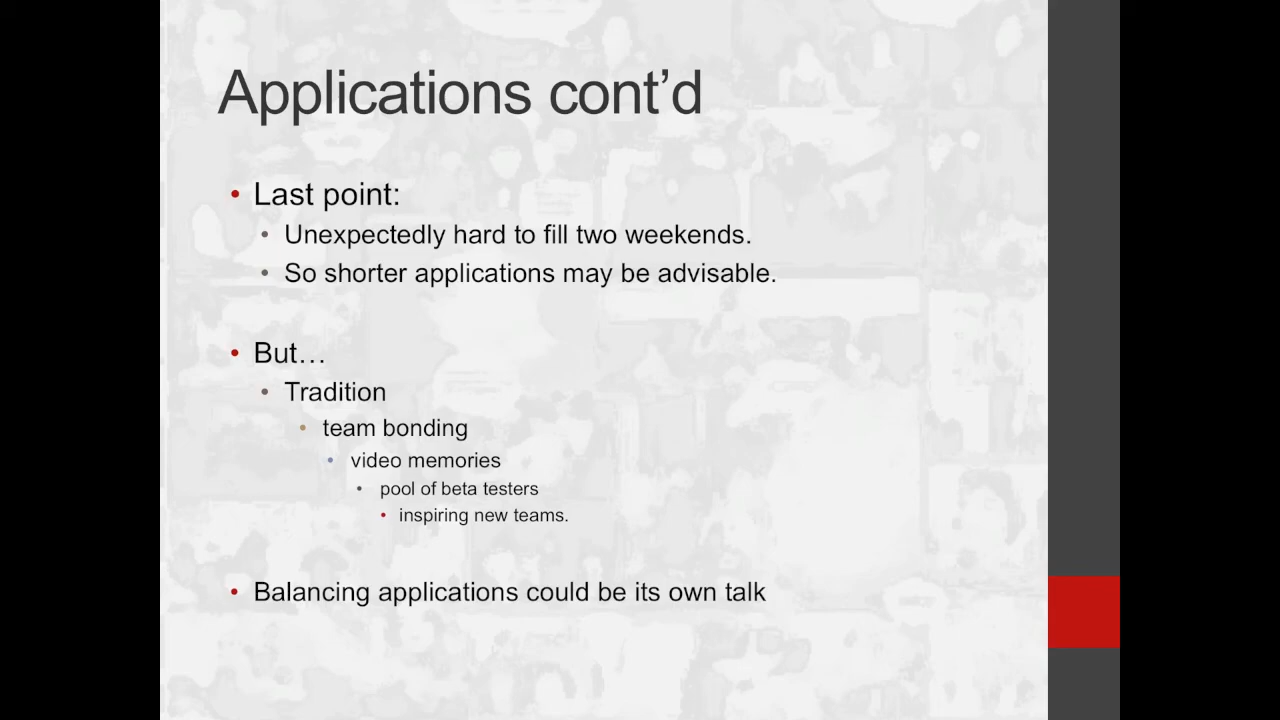 Applications cont’d
• Last point:
• Unexpectedly hard to fill two weekends.
• So shorter applications may be advisable.
• But…
• Tradition
• team bonding
• video memories
• pool of beta testers
• inspiring new teams.
• Balancing applications could be its own talk